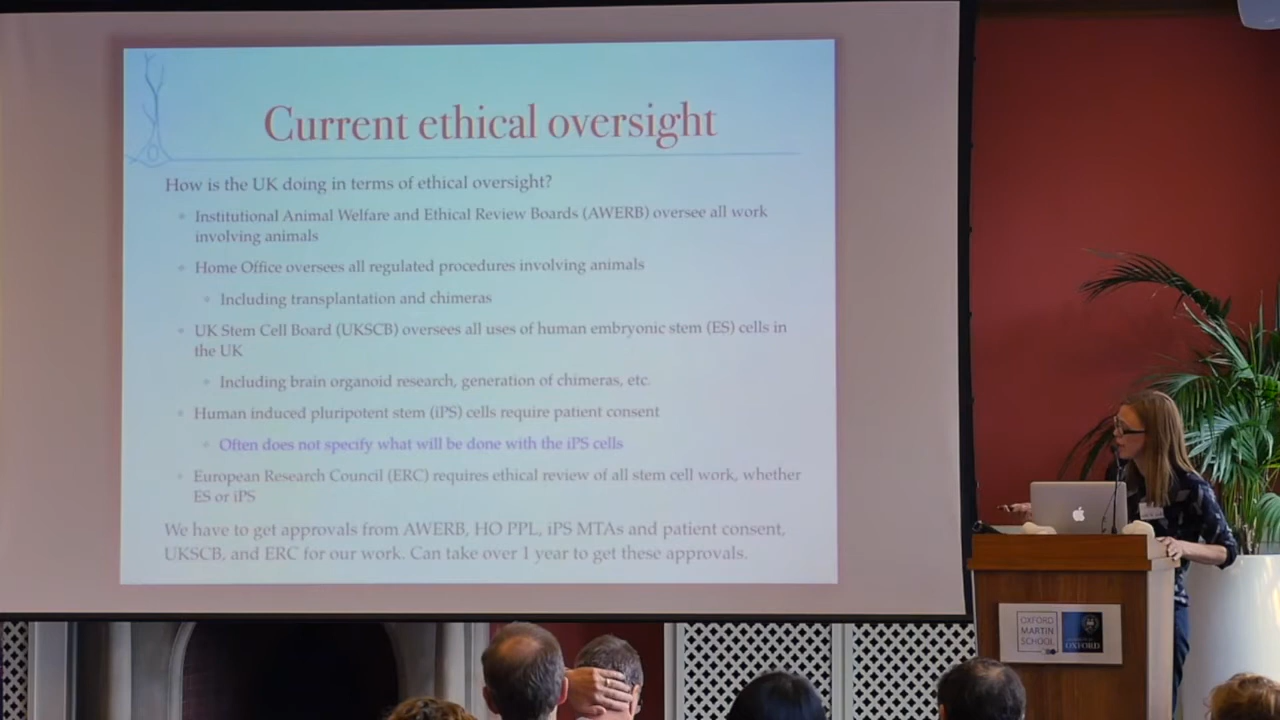 Current ethical oversight
How is the UK doing in terms of ethical oversight?
Institutional Animal Welfare and Ethical Review Boards (AWERB) oversee all work
involving animals
Home Office oversees all regulated procedures involving animals
Including transplantation and chimeras
UK Stem Cell Board (UKSCB) oversees all uses of human embryonic stem (ES) cells in
the UK
Including brain organoid research, generation of chimeras, etc.
Human induced pluripotent stem (iPS) cells require patient consent
Often does not specify what will be done with the iPS cells
European Research Council (ERC) requires ethical review of all stem cell work, whether
ES or iPS
We have to get approvals from AWERB, HO PPL, iPS MTAs and patient consent,
UKSCB, and ERC for our work. Can take over 1 year to get these approvals.
OXFORD
MARTIN
SCHOOL
OXFORD